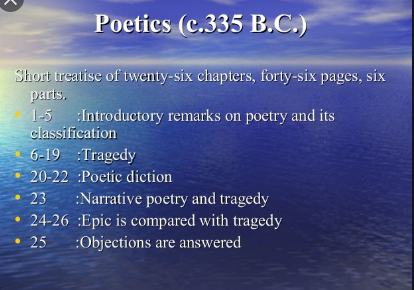 Poetics (c.335 B.C.)
Short treatise of twenty-six chapters, forty-six pages, six
parts.
• 1-5 :Introductory remarks on poetry and its
classification
• 6-19 :Tragedy
• 20-22 :Poetic diction
• 23 :Narrative poetry and tragedy
• 24-26 :Epic is compared with tragedy
• 25 :Objections are answered